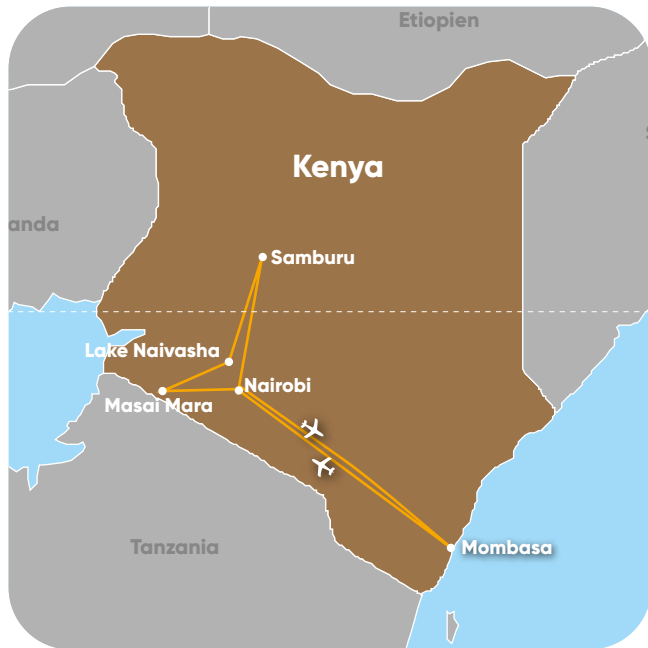 Etiopien
Kenya
anda
Samburu
Lake Naivasha
Nairobi
Masai Mara
Tanzania
Mombasa